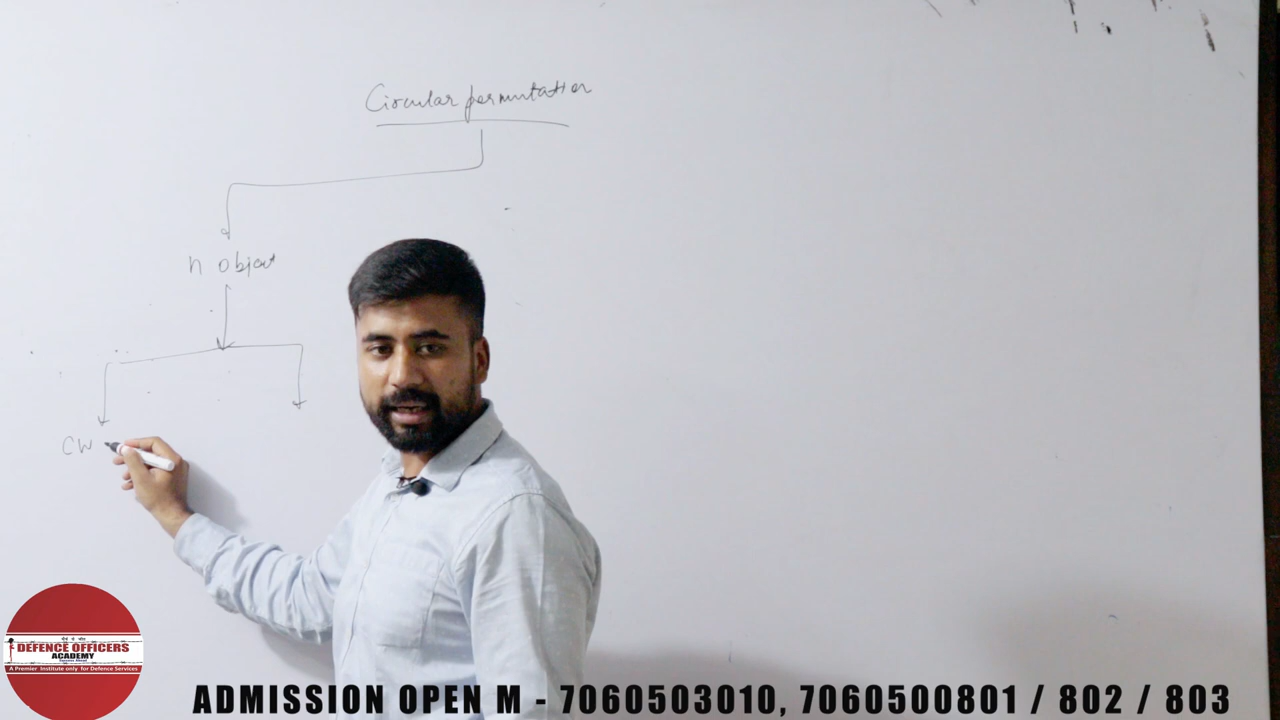 Circular permutation
n object
CW
DEFENCE OFFICERS
ACADEMY
A Premier Institute only for Defence Services
ADMISSION OPEN M - 7060503010, 7060500801 / 802 / 803